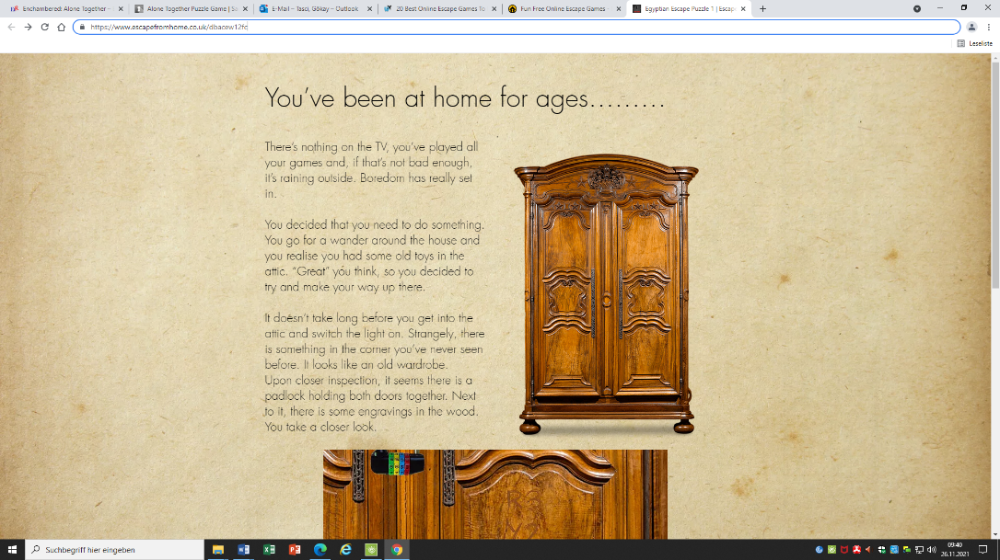 Enchambered: Alone Together –
Alone Together Puzzle Game | Sa
E-Mail – Tasci, Gökay – Outlook
20 Best Online Escape Games To
Fun Free Online Escape Games –
Egyptian Escape Puzzle 1 | Escap
https://www.escapefromhome.co.uk/dbacew12fc
Leseliste
You've been at home for ages.........
There's nothing on the TV, you've played all
your games and, if that's not bad enough,
it's raining outside. Boredom has really set
in.
You decided that you need to do something.
You go for a wander around the house and
you realise you had some old toys in the
attic. “Great” you think, so you decided to
try and make your way up there.
It doesn't take long before you get into the
attic and switch the light on. Strangely, there
is something in the corner you've never seen
before. It looks like an old wardrobe.
Upon closer inspection, it seems there is a
padlock holding both doors together. Next
to it, there is some engravings in the wood.
You take a closer look.
Suchbegriff hier eingeben
09:40
26.11.2021